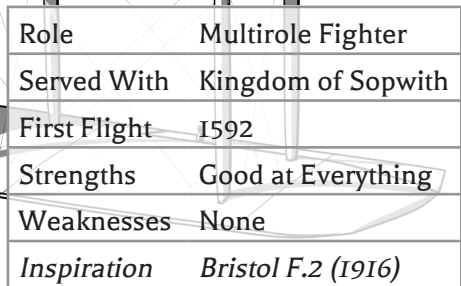 Role Multirole Fighter
Served With Kingdom of Sopwith
First Flight 1592
Strengths Good at Everything
Weaknesses None
Inspiration Bristol F.2 (1916)